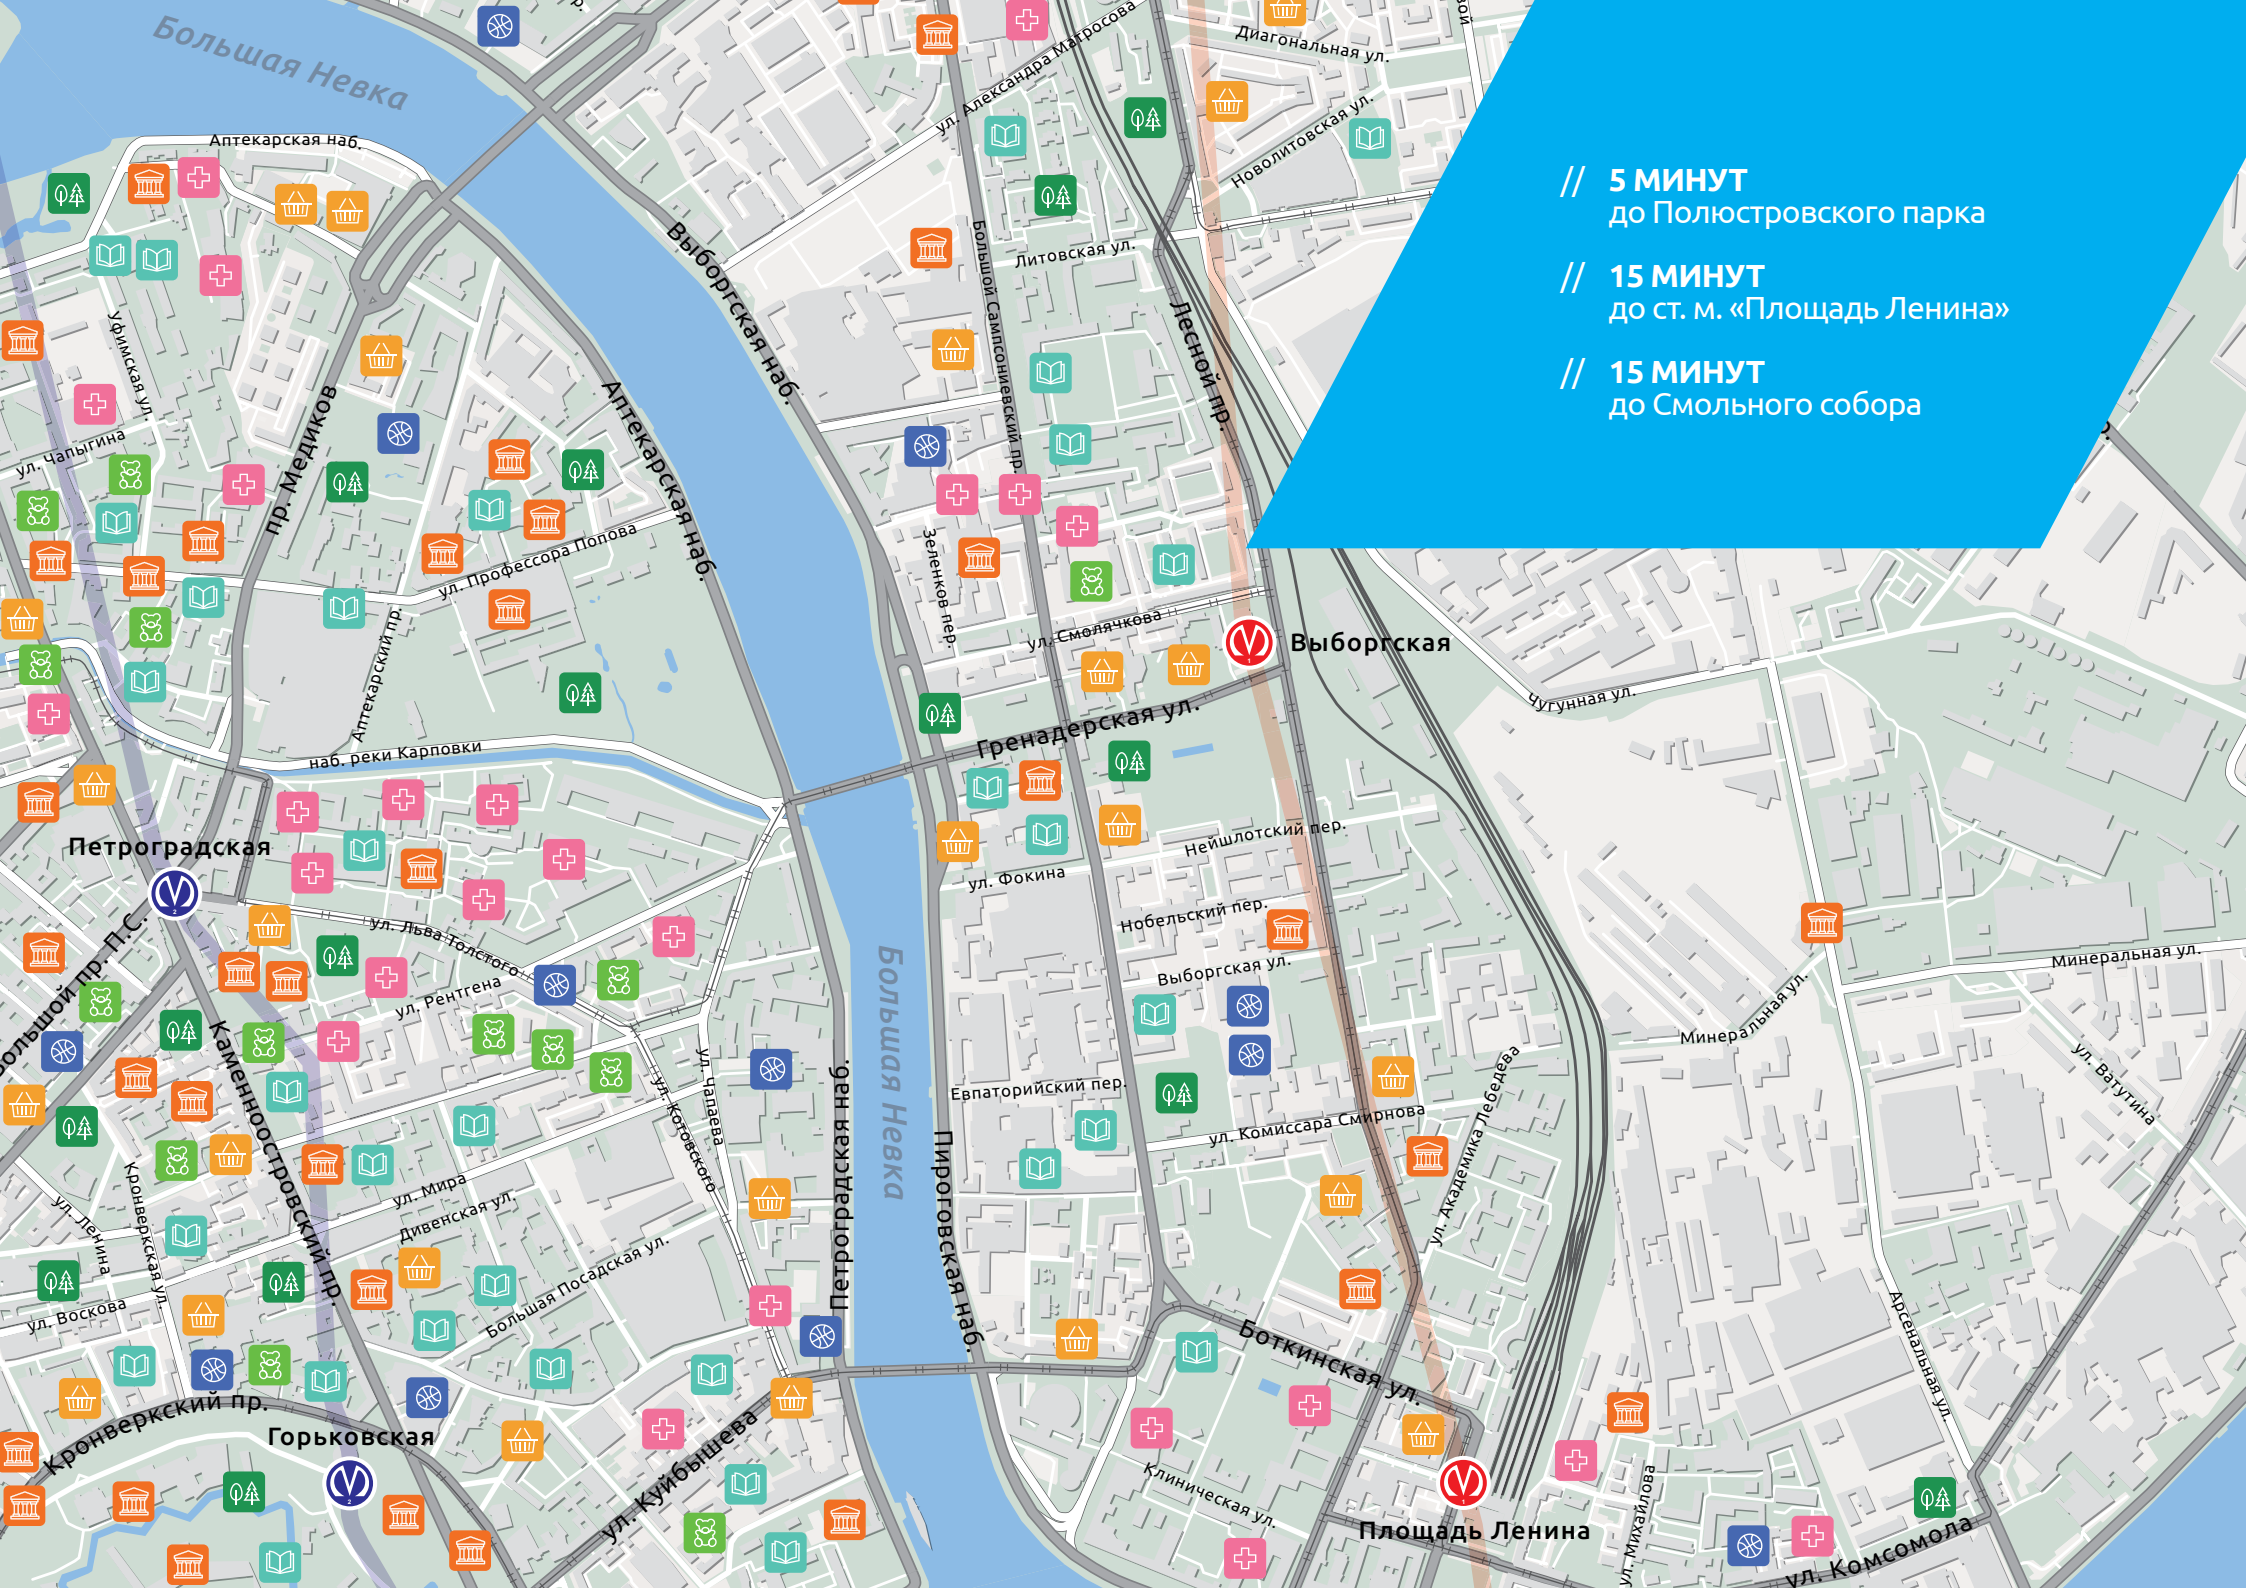 Большая Невка
Аптекарская наб.
ул. Александра Матросова
Диагональная ул.
Новолитовская ул.
// 5 МИНУТ
до Полюстровского парка
// 15 МИНУТ
до ст. м. «Площадь Ленина»
// 15 МИНУТ
до Смольного собора
Выборгская наб.
Большой Сампсониевский пр.
Литовская ул.
Лесной пр.
Уфимская ул.
ул. Чапыгина
пр. Медиков
Аптекарская наб.
ул. Профессора Попова
Аптекарский пр.
Зеленков пер.
ул. Смолячкова
Выборгская
Чугунная ул.
наб. реки Карповки
Гренадерская ул.
Петроградская
Нейшлотский пер.
ул. Фокина
Нобельский пер.
Выборгская ул.
Большой пр. П.С.
ул. Льва Толстого
ул. Рентгена
Большая Невка
Минеральная ул.
Минеральная ул.
ул. Ватутина
Каменноостровский пр.
ул. Чапаева
ул. Котовского
Петроградская наб.
Пироговская наб.
Евпаторийский пер.
ул. Комиссара Смирнова
ул. Академика Лебедева
ул. Ленина
Кронверкская ул.
ул. Мира
Дивенская ул.
Большая Посадская ул.
ул. Воскова
Арсенальная ул.
Боткинская ул.
Кронверкский пр.
Горьковская
ул. Куйбышева
Клиническая ул.
Площадь Ленина
ул. Михайлова
ул. Комсомола